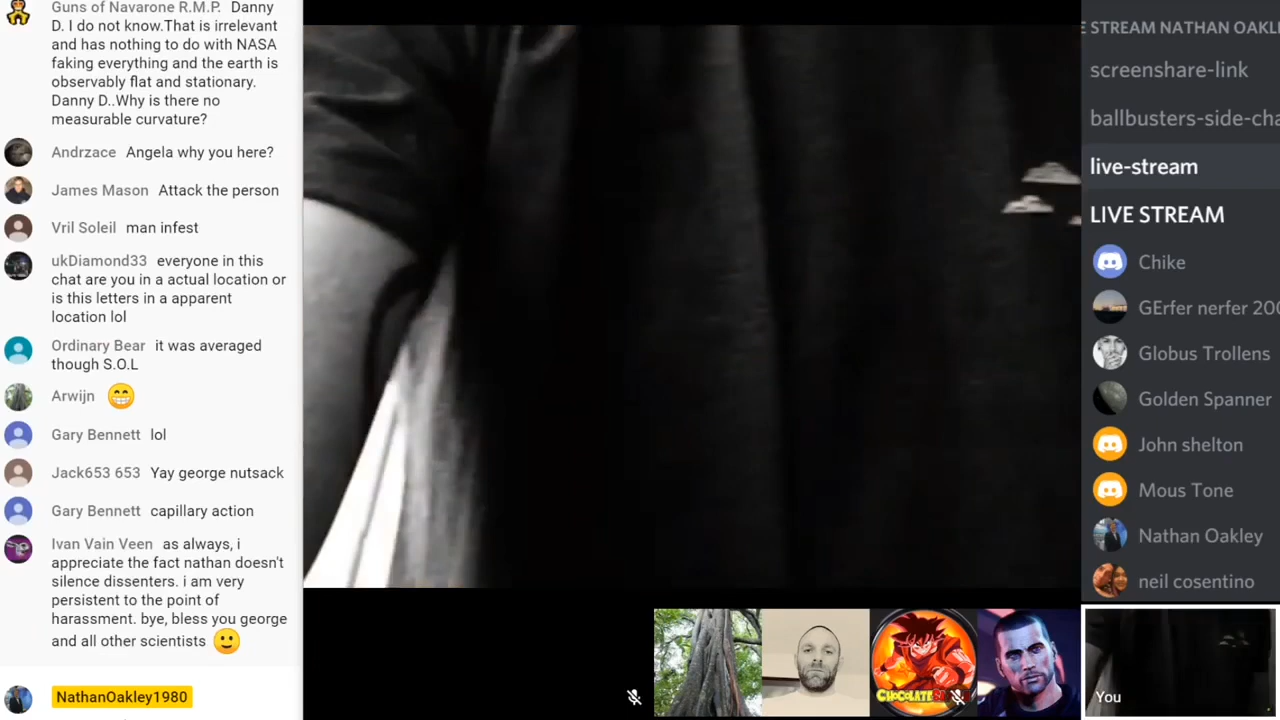 Guns of Navarone R.M.P. Danny
D. I do not know.That is irrelevant
and has nothing to do with NASA
faking everything and the earth is
observably flat and stationary.
Danny D..Why is there no
measurable curvature?
Andrzace Angela why you here?
James Mason Attack the person
Vril Soleil man infest
ukDiamond33 everyone in this
chat are you in a actual location or
is this letters in a apparent
location lol
Ordinary Bear it was averaged
though S.O.L
Arwijn 😁
Gary Bennett lol
Jack653 653 Yay george nutsack
Gary Bennett capillary action
Ivan Vain Veen as always, i
appreciate the fact nathan doesn't
silence dissenters. i am very
persistent to the point of
harassment. bye, bless you george
and all other scientists 🙂
NathanOakley1980
E STREAM NATHAN OAKL
screenshare-link
ballbusters-side-cha
live-stream
LIVE STREAM
Chike
GErfer nerfer 200
Globus Trollens
Golden Spanner
John shelton
Mous Tone
Nathan Oakley
neil cosentino
You